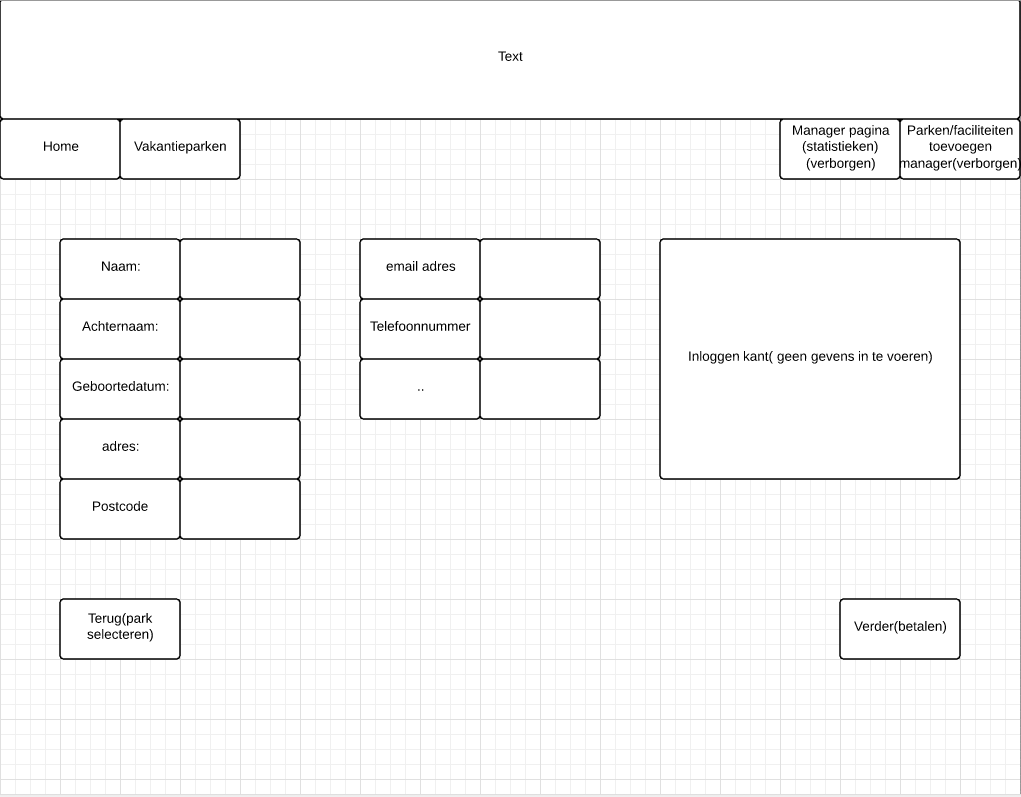 Text
Home
Vakantieparken
Manager pagina
(statistieken)
(verborgen)
Parken/faciliteiten
toevoegen
manager(verborgen)
Naam:
Achternaam:
Geboortedatum:
adres:
Postcode
email adres
Telefoonnummer
..
Inloggen kant( geen gevens in te voeren)
Terug(park
selecteren)
Verder(betalen)